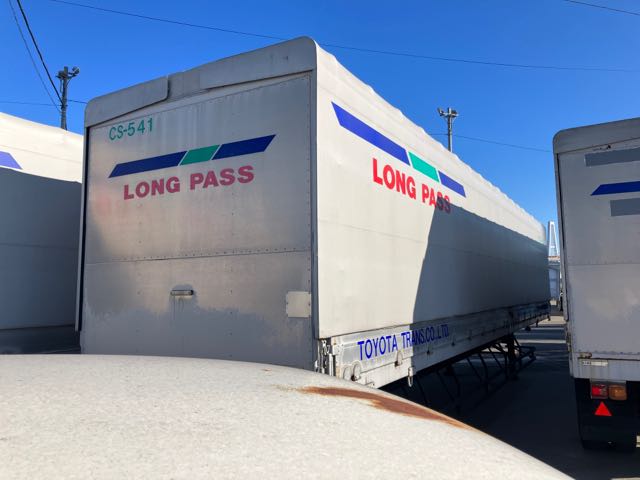 CS-541
LONG PASS
LONG PASS
TOYOTA TRANS.CO.,LTD.